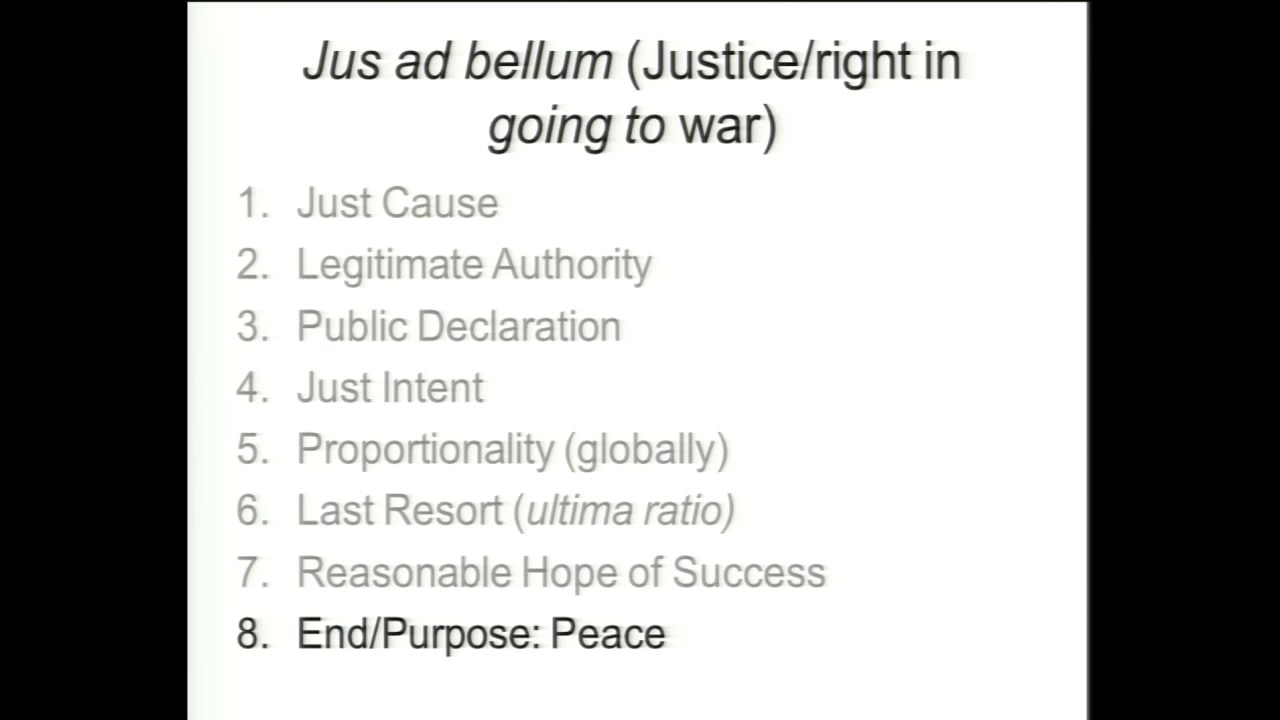 Jus ad bellum (Justice/right in
going to war)
1. Just Cause
2. Legitimate Authority
3. Public Declaration
4. Just Intent
5. Proportionality (globally)
6. Last Resort (ultima ratio)
7. Reasonable Hope of Success
8. End/Purpose: Peace